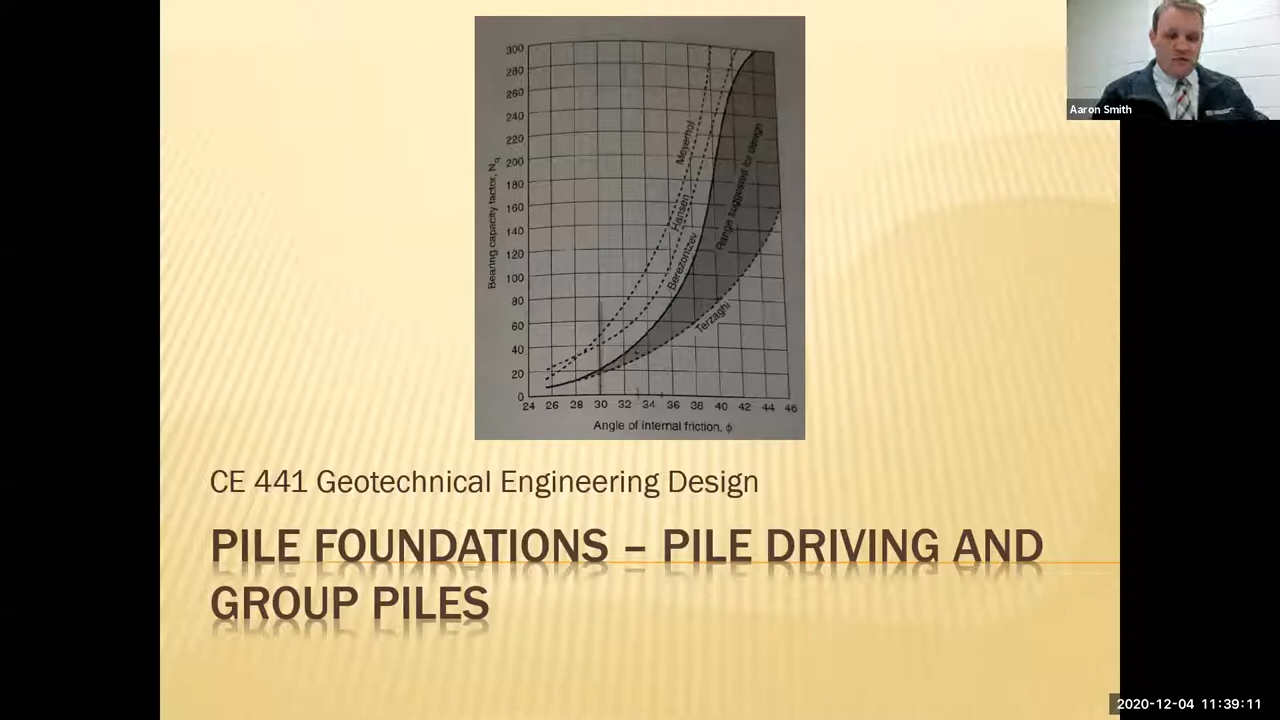 300
280
260
240
220
200
180
160
140
120
100
80
60
40
20
0
24 26 28 30 32 34 36 38 40 42 44 46
Bearing capacity factor, Nq
Angle of internal friction, ϕ
Meyerhof
Hansen
Berezontzev
Range suggested for design
Terzaghi
Aaron Smith
CE 441 Geotechnical Engineering Design
PILE FOUNDATIONS – PILE DRIVING AND
GROUP PILES
2020-12-04 11:39:11